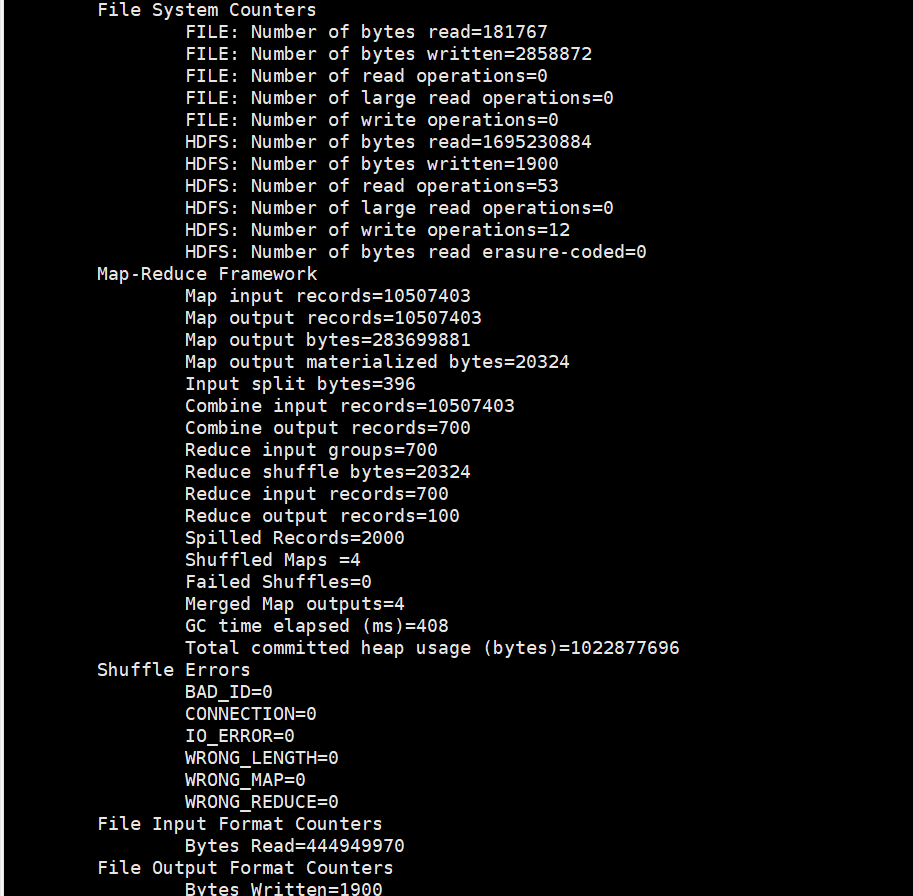 File System Counters
FILE: Number of bytes read=181767
FILE: Number of bytes written=2858872
FILE: Number of read operations=0
FILE: Number of large read operations=0
FILE: Number of write operations=0
HDFS: Number of bytes read=1695230884
HDFS: Number of bytes written=1900
HDFS: Number of read operations=53
HDFS: Number of large read operations=0
HDFS: Number of write operations=12
HDFS: Number of bytes read erasure-coded=0
Map-Reduce Framework
Map input records=10507403
Map output records=10507403
Map output bytes=283699881
Map output materialized bytes=20324
Input split bytes=396
Combine input records=10507403
Combine output records=700
Reduce input groups=700
Reduce shuffle bytes=20324
Reduce input records=700
Reduce output records=100
Spilled Records=2000
Shuffled Maps =4
Failed Shuffles=0
Merged Map outputs=4
GC time elapsed (ms)=408
Total committed heap usage (bytes)=1022877696
Shuffle Errors
BAD_ID=0
CONNECTION=0
IO_ERROR=0
WRONG_LENGTH=0
WRONG_MAP=0
WRONG_REDUCE=0
File Input Format Counters
Bytes Read=444949970
File Output Format Counters
Bytes Written=1900